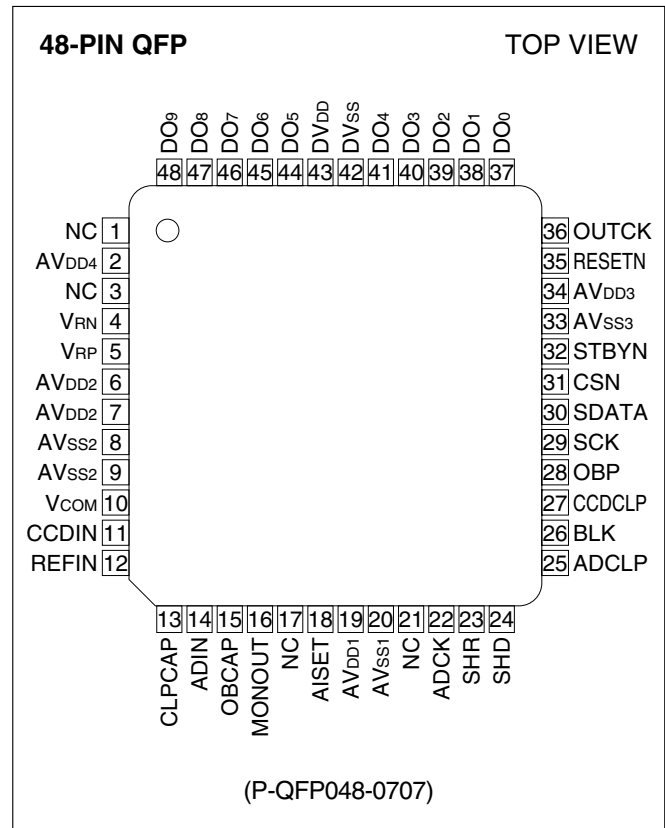 48-PIN QFP TOP VIEW
DO9 DO8 DO7 DO6 DO5 DVDD DVSS DO4 DO3 DO2 DO1 DO0
48 47 46 45 44 43 42 41 40 39 38 37
NC 1
AVDD4 2
NC 3
VRN 4
VRP 5
AVDD2 6
AVDD2 7
AVSS2 8
AVSS2 9
VCOM 10
CCDIN 11
REFIN 12
36 OUTCK
35 RESETN
34 AVDD3
33 AVSS3
32 STBYN
31 CSN
30 SDATA
29 SCK
28 OBP
27 CCDCLP
26 BLK
25 ADCLP
13 14 15 16 17 18 19 20 21 22 23 24
CLPCAP ADIN OBCAP MONOUT NC AISET AVDD1 AVSS1 NC ADCK SHR SHD
(P-QFP048-0707)